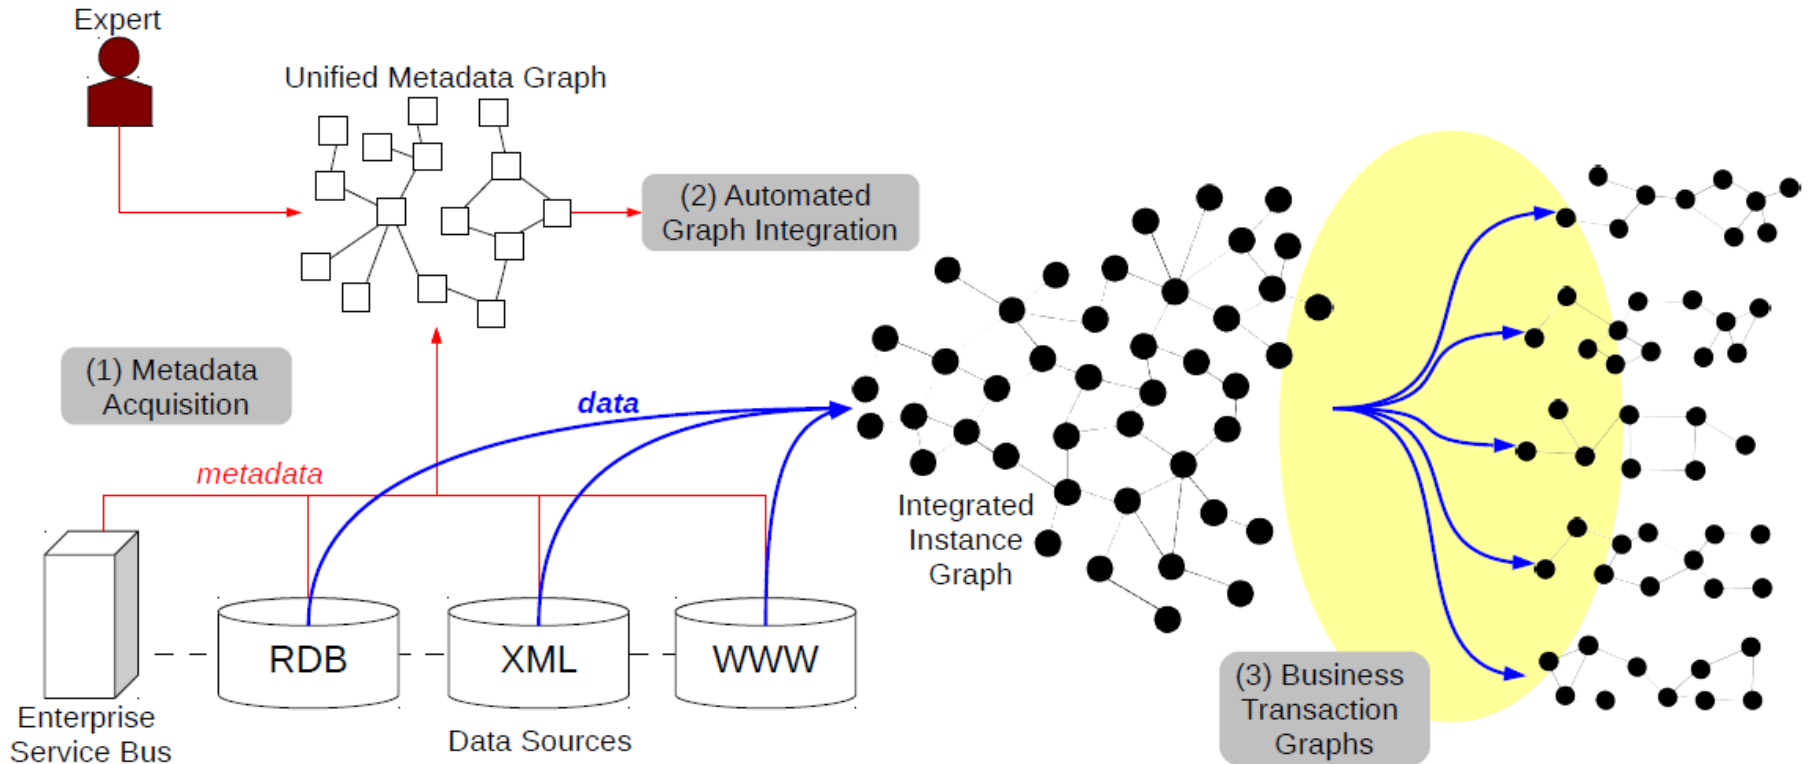 Expert
Unified Metadata Graph
(2) Automated
Graph Integration
(1) Metadata
Acquisition
data
metadata
Integrated
Instance
Graph
RDB
XML
WWW
Enterprise
Service Bus
Data Sources
(3) Business
Transaction
Graphs